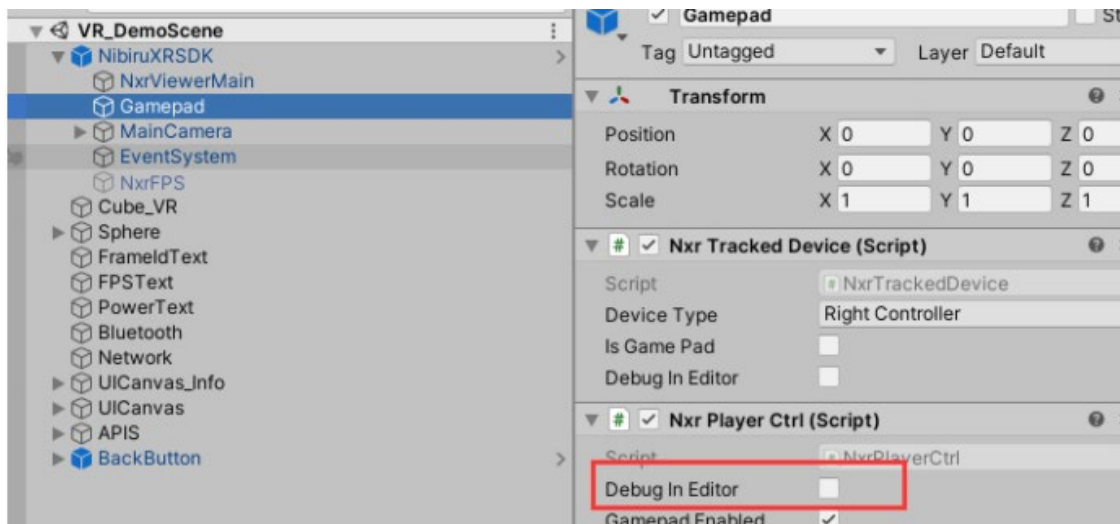 VR_DemoScene
NibiruXRSDK
NxrViewerMain
Gamepad
MainCamera
EventSystem
NxrFPS
Cube_VR
Sphere
FrameIdText
FPSText
PowerText
Bluetooth
Network
UICanvas_Info
UICanvas
APIS
BackButton
Gamepad St
Tag Untagged Layer Default
Transform
Position X 0 Y 0 Z 0
Rotation X 0 Y 0 Z 0
Scale X 1 Y 1 Z 1
# Nxr Tracked Device (Script)
Script # NxrTrackedDevice
Device Type Right Controller
Is Game Pad
Debug In Editor
# Nxr Player Ctrl (Script)
Script # NxrPlayerCtrl
Debug In Editor
Gamepad Enabled